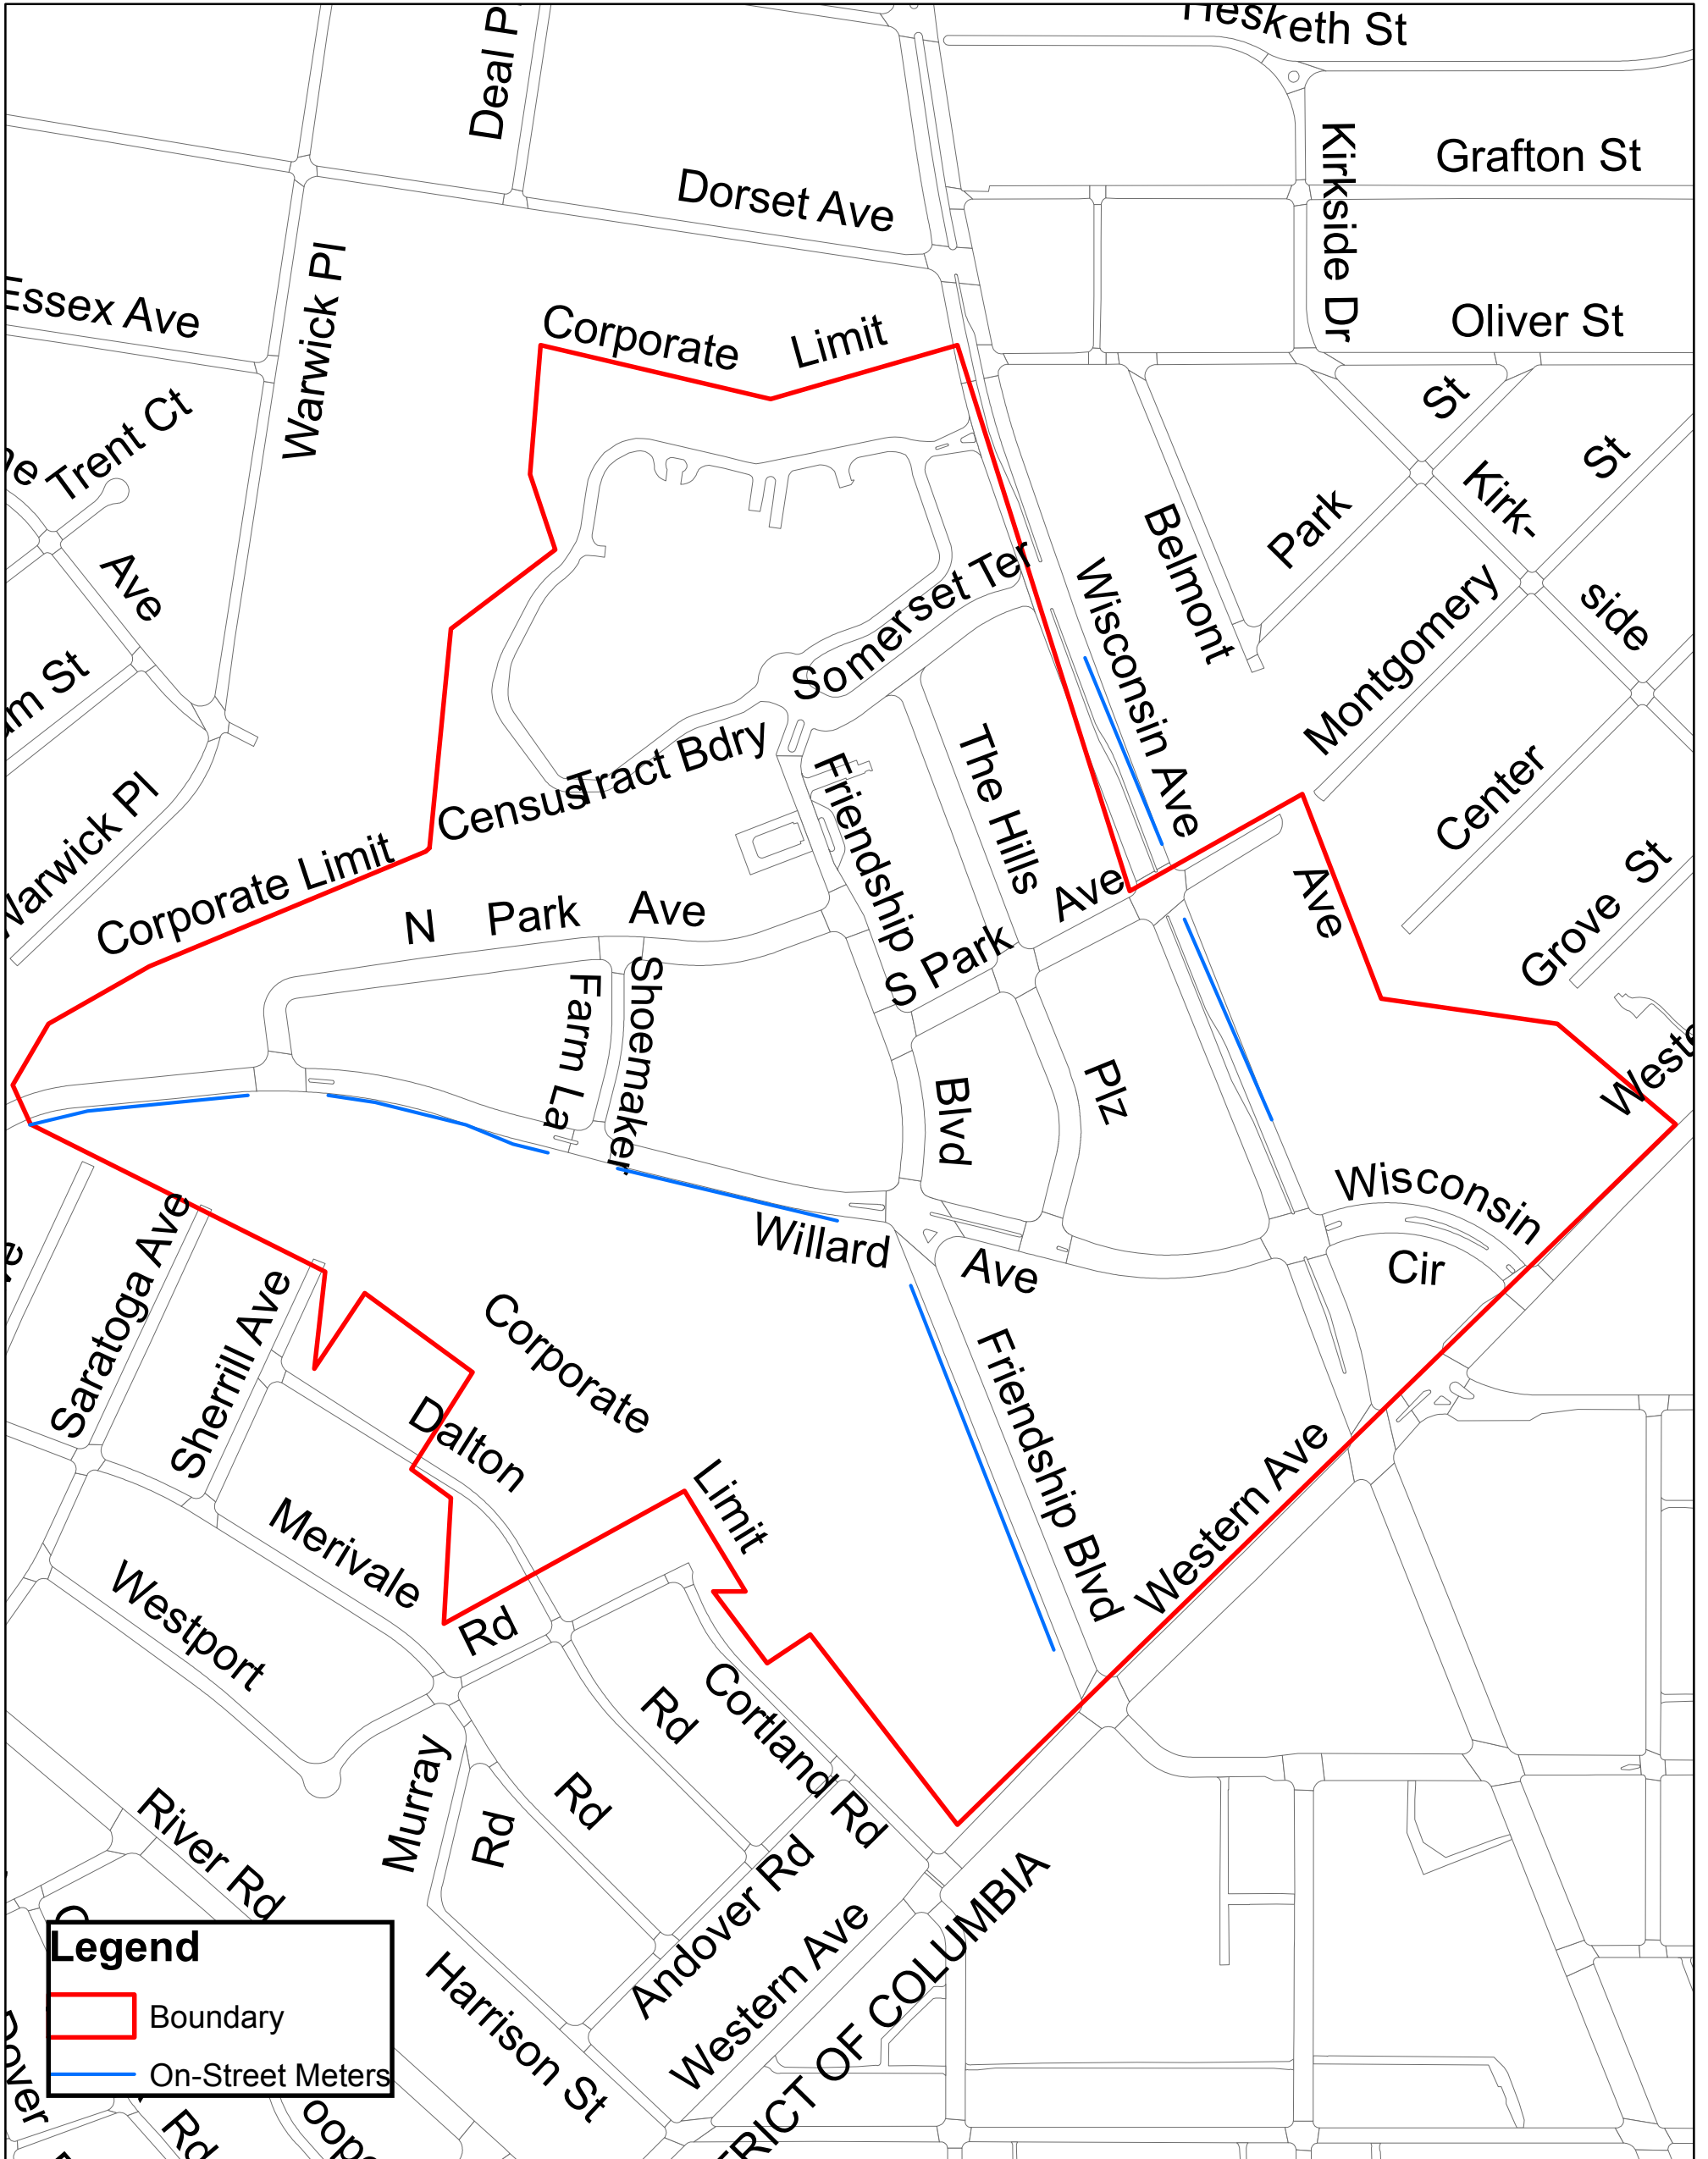 Deal P
Hesketh St
Grafton St
Kirkside Dr
Dorset Ave
Essex Ave
Warwick Pl
Corporate Limit
Oliver St
Trent Ct
Ave
St
St
Park
Kirk-
side
Belmont
Montgomery
Wisconsin Ave
Somerset Ter
Census Tract Bdry
The Hills
Friendship
Warwick Pl
Corporate Limit
N Park Ave
S Park Ave
Center
Ave
Grove St
Farm La
Shoemaker
Blvd
Plz
Weste
Wisconsin
Cir
Willard Ave
Saratoga Ave
Sherrill Ave
Corporate
Limit
Dalton
Friendship Blvd
Western Ave
Merivale
Rd
Westport
Cortland Rd
Rd
Rd
Murray
Rd
River Rd
Andover Rd
Western Ave
DISTRICT OF COLUMBIA
Harrison St
Legend
Boundary
On-Street Meters
Rd